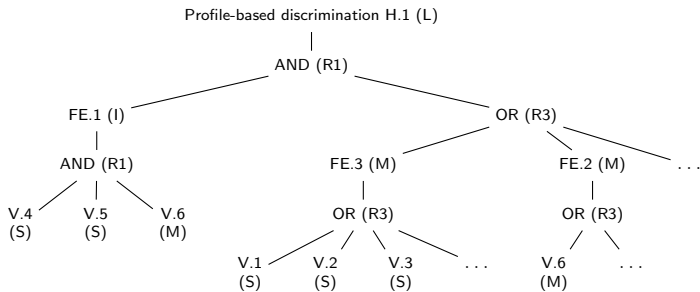 Profile-based discrimination H.1 (L)
AND (R1)
FE.1 (I)
OR (R3)
AND (R1)
FE.3 (M)
FE.2 (M)
...
V.4
(S)
V.5
(S)
V.6
(M)
OR (R3)
OR (R3)
V.1
(S)
V.2
(S)
V.3
(S)
...
V.6
(M)
...